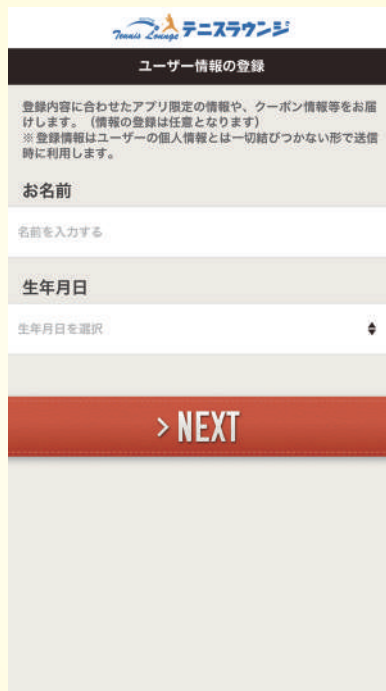 Tennis Lounge テニスラウンジ
ユーザー情報の登録
登録内容に合わせたアプリ限定の情報や、クーポン情報等をお届
けします。（情報の登録は任意となります）
※登録情報はユーザーの個人情報とは一切結びつかない形で送信
時に利用します。
お名前
名前を入力する
生年月日
生年月日を選択
> NEXT